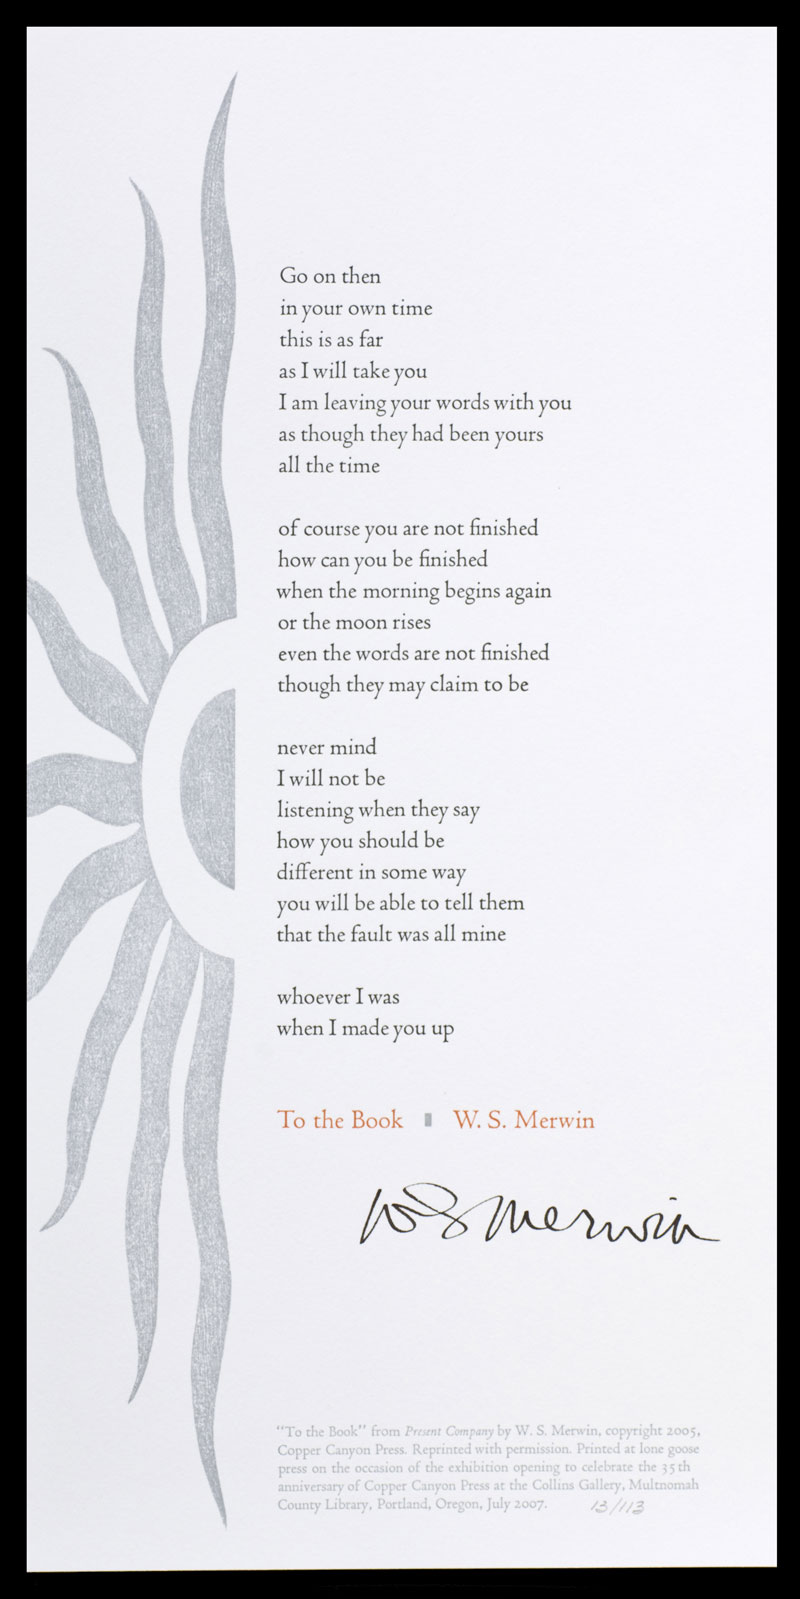 Go on then
in your own time
this is as far
as I will take you
I am leaving your words with you
as though they had been yours
all the time

of course you are not finished
how can you be finished
when the morning begins again
or the moon rises
even the words are not finished
though they may claim to be

never mind
I will not be
listening when they say
how you should be
different in some way
you will be able to tell them
that the fault was all mine

whoever I was
when I made you up

To the Book ▮ W. S. Merwin

WS Merwin

"To the Book" from Present Company by W. S. Merwin, copyright 2005,
Copper Canyon Press. Reprinted with permission. Printed at lone goose
press on the occasion of the exhibition opening to celebrate the 35th
anniversary of Copper Canyon Press at the Collins Gallery, Multnomah
County Library, Portland, Oregon, July 2007. 13/113